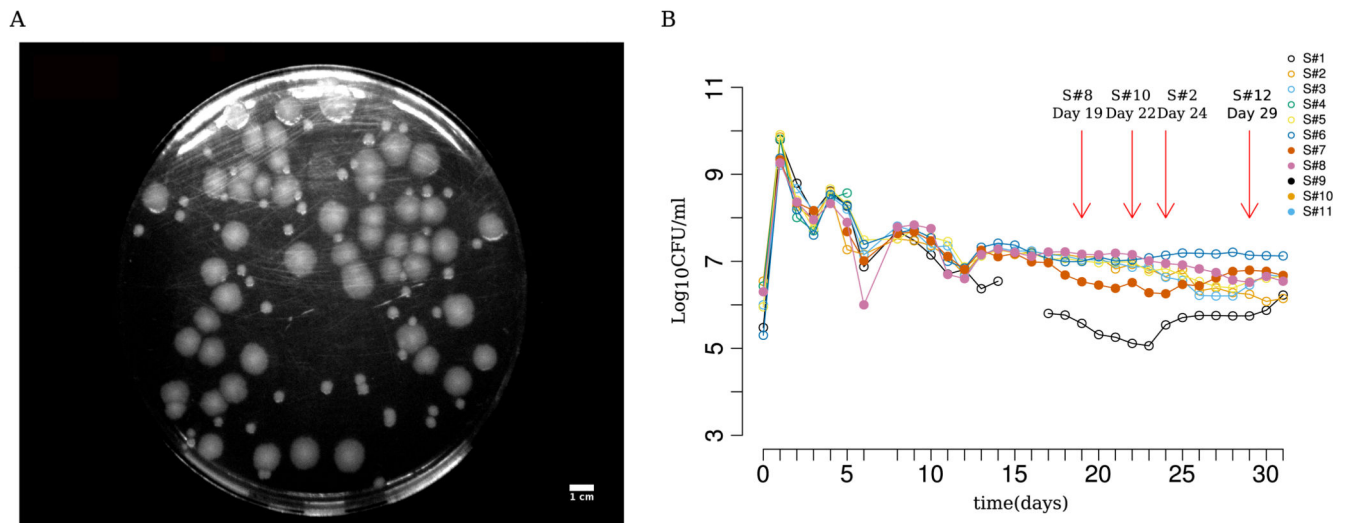 A
B
1 cm
Log10CFU/ml
11
9
7
5
3
0
5
10
15
20
25
30
time(days)
S#8
Day 19
S#10
Day 22
S#2
Day 24
S#12
Day 29
S#1
S#2
S#3
S#4
S#5
S#6
S#7
S#8
S#9
S#10
S#11